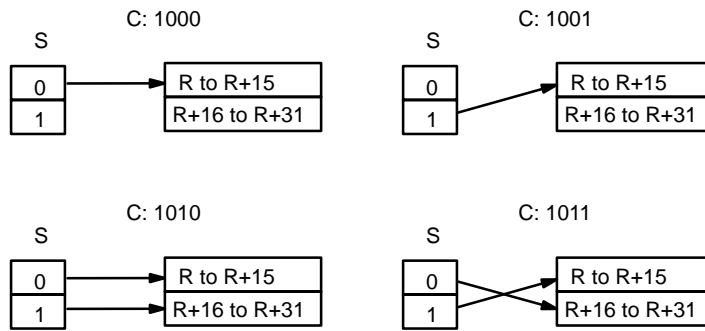 C: 1000
S
0
1
R to R+15
R+16 to R+31
C: 1001
S
0
1
R to R+15
R+16 to R+31
C: 1010
S
0
1
R to R+15
R+16 to R+31
C: 1011
S
0
1
R to R+15
R+16 to R+31